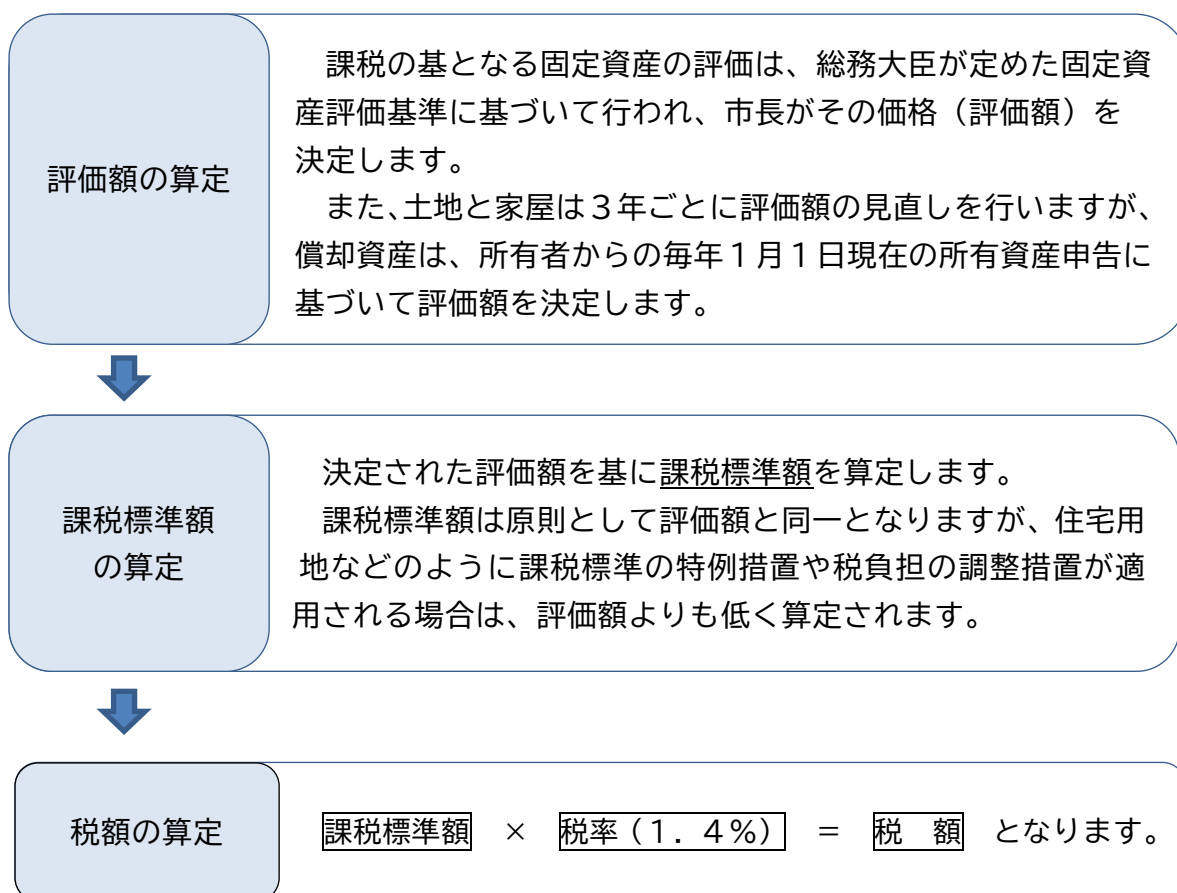 評価額の算定
課税の基となる固定資産の評価は、総務大臣が定めた固定資
産評価基準に基づいて行われ、市長がその価格（評価額）を
決定します。
また、土地と家屋は３年ごとに評価額の見直しを行いますが、
償却資産は、所有者からの毎年１月１日現在の所有資産申告に
基づいて評価額を決定します。
課税標準額
の算定
決定された評価額を基に課税標準額を算定します。
課税標準額は原則として評価額と同一となりますが、住宅用
地などのように課税標準の特例措置や税負担の調整措置が適
用される場合は、評価額よりも低く算定されます。
税額の算定
課税標準額 × 税率（１．４％） ＝ 税　額 となります。